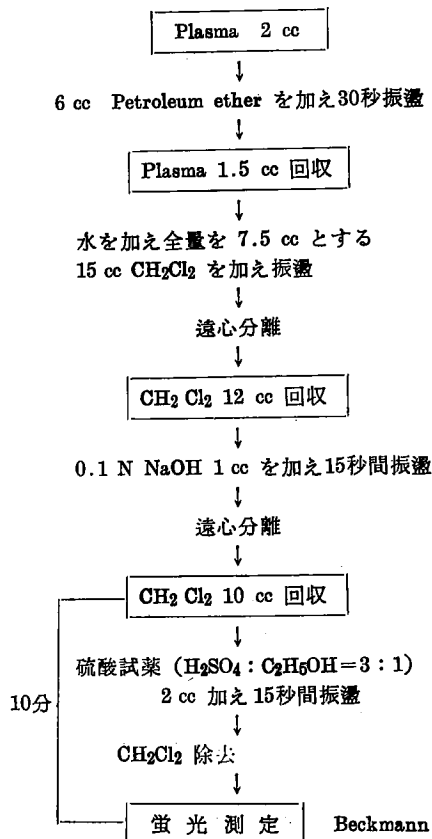 Plasma 2 cc
6 cc Petroleum ether を加え30秒振盪
Plasma 1.5 cc 回収
水を加え全量を 7.5 cc とする
15 cc CH2Cl2 を加え振盪
遠心分離
CH2 Cl2 12 cc 回収
0.1 N NaOH 1 cc を加え15秒間振盪
遠心分離
CH2 Cl2 10 cc 回収
硫酸試薬 (H2SO4 : C2H5OH=3 : 1)
2 cc 加え15秒間振盪
10分
CH2Cl2 除去
蛍光測定 Beckmann